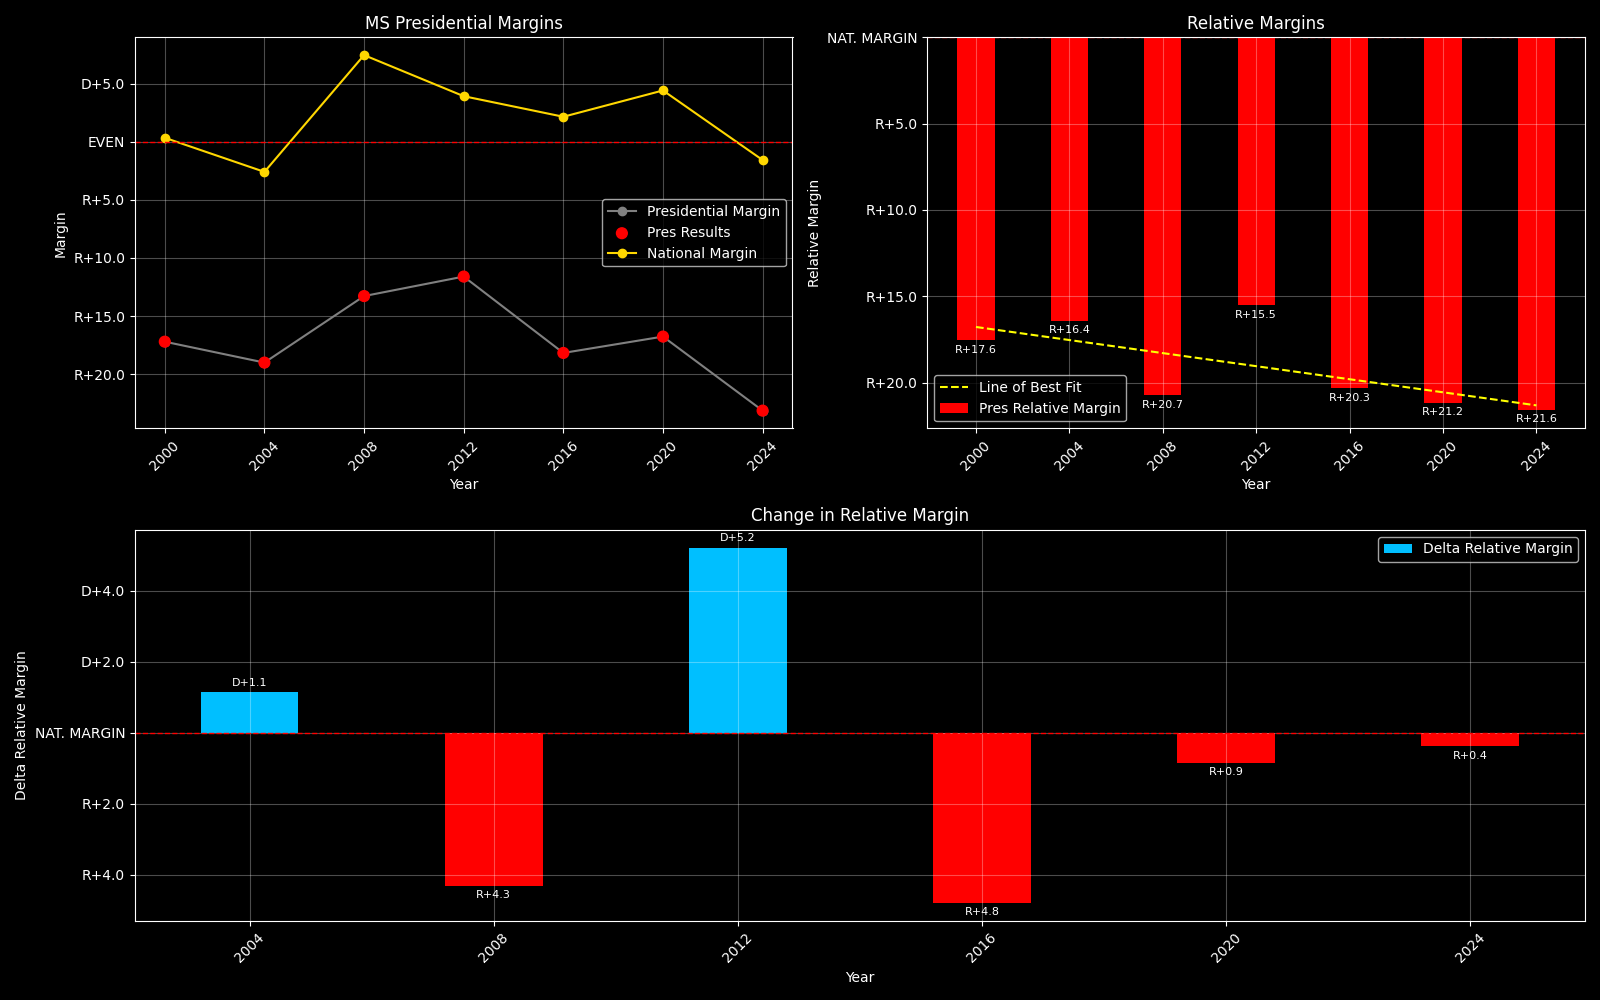 MS Presidential Margins
D+5.0
EVEN
R+5.0
R+10.0
R+15.0
R+20.0
Margin
Presidential Margin
Pres Results
National Margin
2000
2004
2008
2012
2016
2020
2024
Year
Relative Margins
NAT. MARGIN
R+5.0
R+10.0
R+15.0
R+20.0
Relative Margin
R+17.6
R+16.4
R+20.7
R+15.5
R+20.3
R+21.2
R+21.6
Line of Best Fit
Pres Relative Margin
2000
2004
2008
2012
2016
2020
2024
Year
Change in Relative Margin
D+4.0
D+2.0
NAT. MARGIN
R+2.0
R+4.0
Delta Relative Margin
D+1.1
R+4.3
D+5.2
R+4.8
R+0.9
R+0.4
Delta Relative Margin
2004
2008
2012
2016
2020
2024
Year